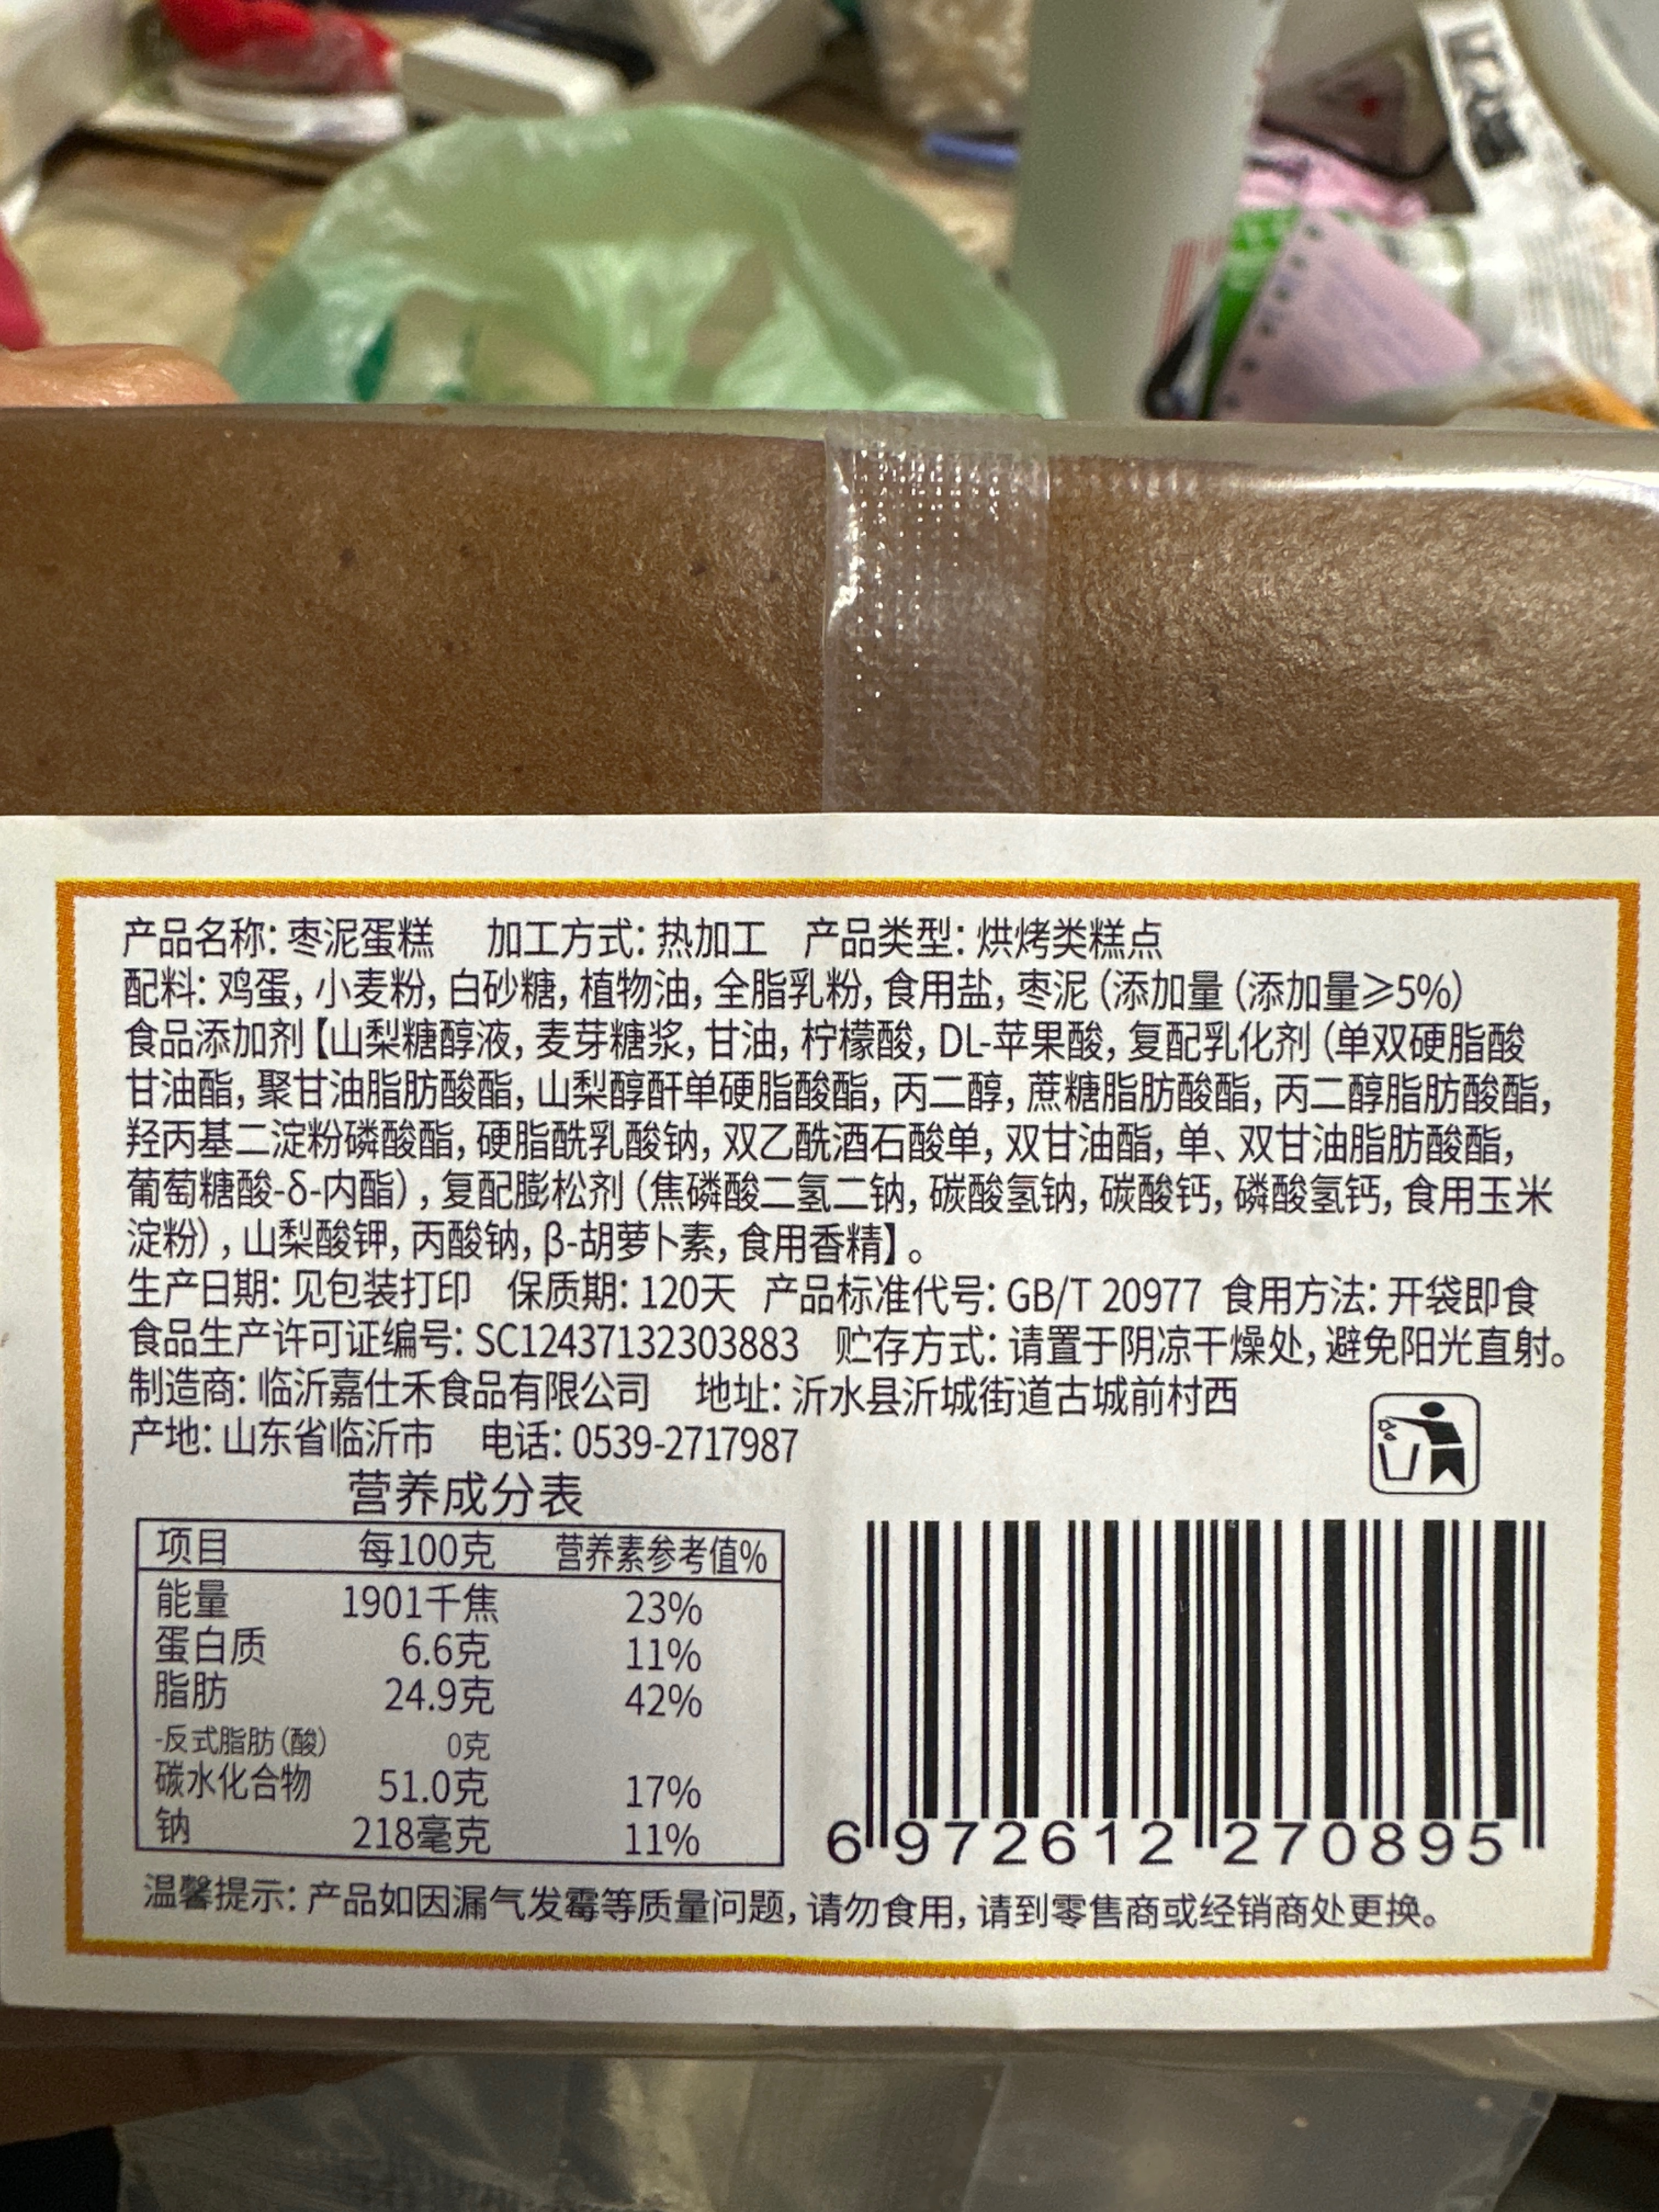 产品名称：枣泥蛋糕 加工方式：热加工 产品类型：烘烤类糕点
配料：鸡蛋，小麦粉，白砂糖，植物油，全脂乳粉，食用盐，枣泥（添加量（添加量≥5%）
食品添加剂【山梨糖醇液，麦芽糖浆，甘油，柠檬酸，DL-苹果酸，复配乳化剂（单双硬脂酸
甘油酯，聚甘油脂肪酸酯，山梨醇酐单硬脂酸酯，丙二醇，蔗糖脂肪酸酯，丙二醇脂肪酸酯，
羟丙基二淀粉磷酸酯，硬脂酰乳酸钠，双乙酰酒石酸单，双甘油酯，单、双甘油脂肪酸酯，
葡萄糖酸-δ-内酯），复配膨松剂（焦磷酸二氢二钠，碳酸氢钠，碳酸钙，磷酸氢钙，食用玉米
淀粉），山梨酸钾，丙酸钠，β-胡萝卜素，食用香精】。
生产日期：见包装打印 保质期：120天 产品标准代号：GB/T 20977 食用方法：开袋即食
食品生产许可证编号：SC12437132303883 贮存方式：请置于阴凉干燥处，避免阳光直射。
制造商：临沂嘉仕禾食品有限公司 地址：沂水县沂城街道古城前村西
产地：山东省临沂市 电话：0539-2717987
营养成分表
项目 每100克 营养素参考值%
能量 1901千焦 23%
蛋白质 6.6克 11%
脂肪 24.9克 42%
-反式脂肪（酸） 0克
碳水化合物 51.0克 17%
钠 218毫克 11%
6 972612 270895
温馨提示：产品如因漏气发霉等质量问题，请勿食用，请到零售商或经销商处更换。